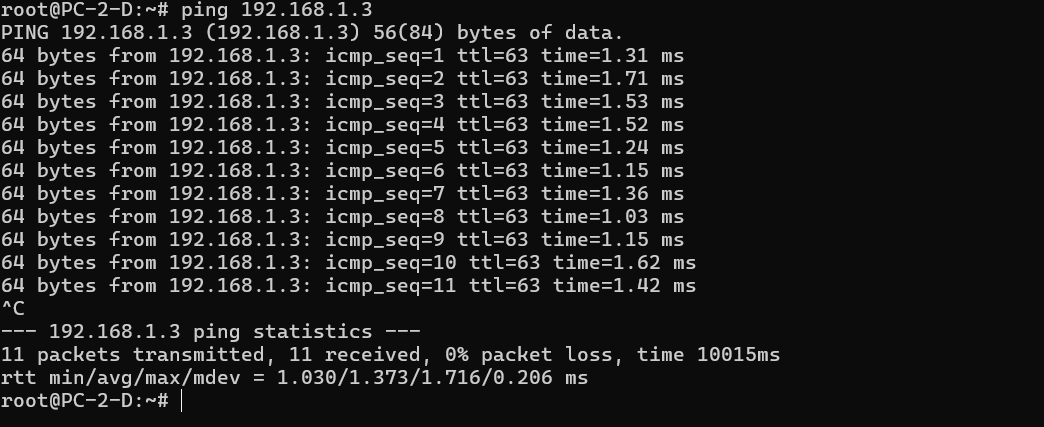 root@PC-2-D:~# ping 192.168.1.3
PING 192.168.1.3 (192.168.1.3) 56(84) bytes of data.
64 bytes from 192.168.1.3: icmp_seq=1 ttl=63 time=1.31 ms
64 bytes from 192.168.1.3: icmp_seq=2 ttl=63 time=1.71 ms
64 bytes from 192.168.1.3: icmp_seq=3 ttl=63 time=1.53 ms
64 bytes from 192.168.1.3: icmp_seq=4 ttl=63 time=1.52 ms
64 bytes from 192.168.1.3: icmp_seq=5 ttl=63 time=1.24 ms
64 bytes from 192.168.1.3: icmp_seq=6 ttl=63 time=1.15 ms
64 bytes from 192.168.1.3: icmp_seq=7 ttl=63 time=1.36 ms
64 bytes from 192.168.1.3: icmp_seq=8 ttl=63 time=1.03 ms
64 bytes from 192.168.1.3: icmp_seq=9 ttl=63 time=1.15 ms
64 bytes from 192.168.1.3: icmp_seq=10 ttl=63 time=1.62 ms
64 bytes from 192.168.1.3: icmp_seq=11 ttl=63 time=1.42 ms
^C
--- 192.168.1.3 ping statistics ---
11 packets transmitted, 11 received, 0% packet loss, time 10015ms
rtt min/avg/max/mdev = 1.030/1.373/1.716/0.206 ms
root@PC-2-D:~#